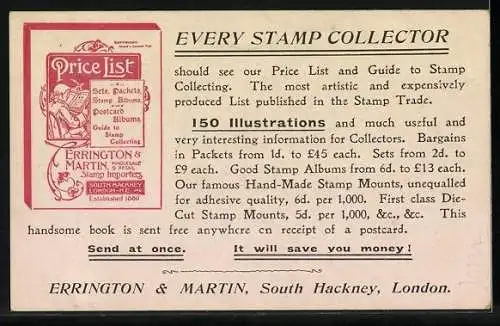 EVERY STAMP COLLECTOR
should see our Price List and Guide to Stamp
Collecting. The most artistic and expensively
produced List published in the Stamp Trade.
150 Illustrations and much useful and
very interesting information for Collectors. Bargains
in Packets from 1d. to £45 each. Sets from 2d. to
£9 each. Good Stamp Albums from 6d. to £13 each.
Our famous Hand-Made Stamp Mounts, unequalled
for adhesive quality, 6d. per 1,000. First class Die-
Cut Stamp Mounts, 5d. per 1,000, &c., &c. This
handsome book is sent free anywhere on receipt of a postcard.
Send at once. It will save you money!
ERRINGTON & MARTIN, South Hackney, London.
Price List
Sets, Packets,
Stamp Albums,
Postcard
Albums,
Guide to
Stamp
Collecting
ERRINGTON
& MARTIN,
WHOLESALE
& RETAIL
Stamp Importers,
SOUTH HACKNEY
LONDON·N.E.
Established 1880